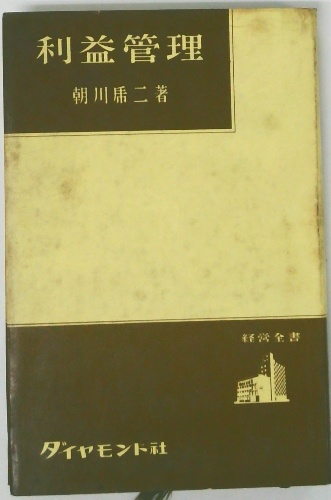 利益管理
朝川乕二著
経営全書
ダイヤモンド社